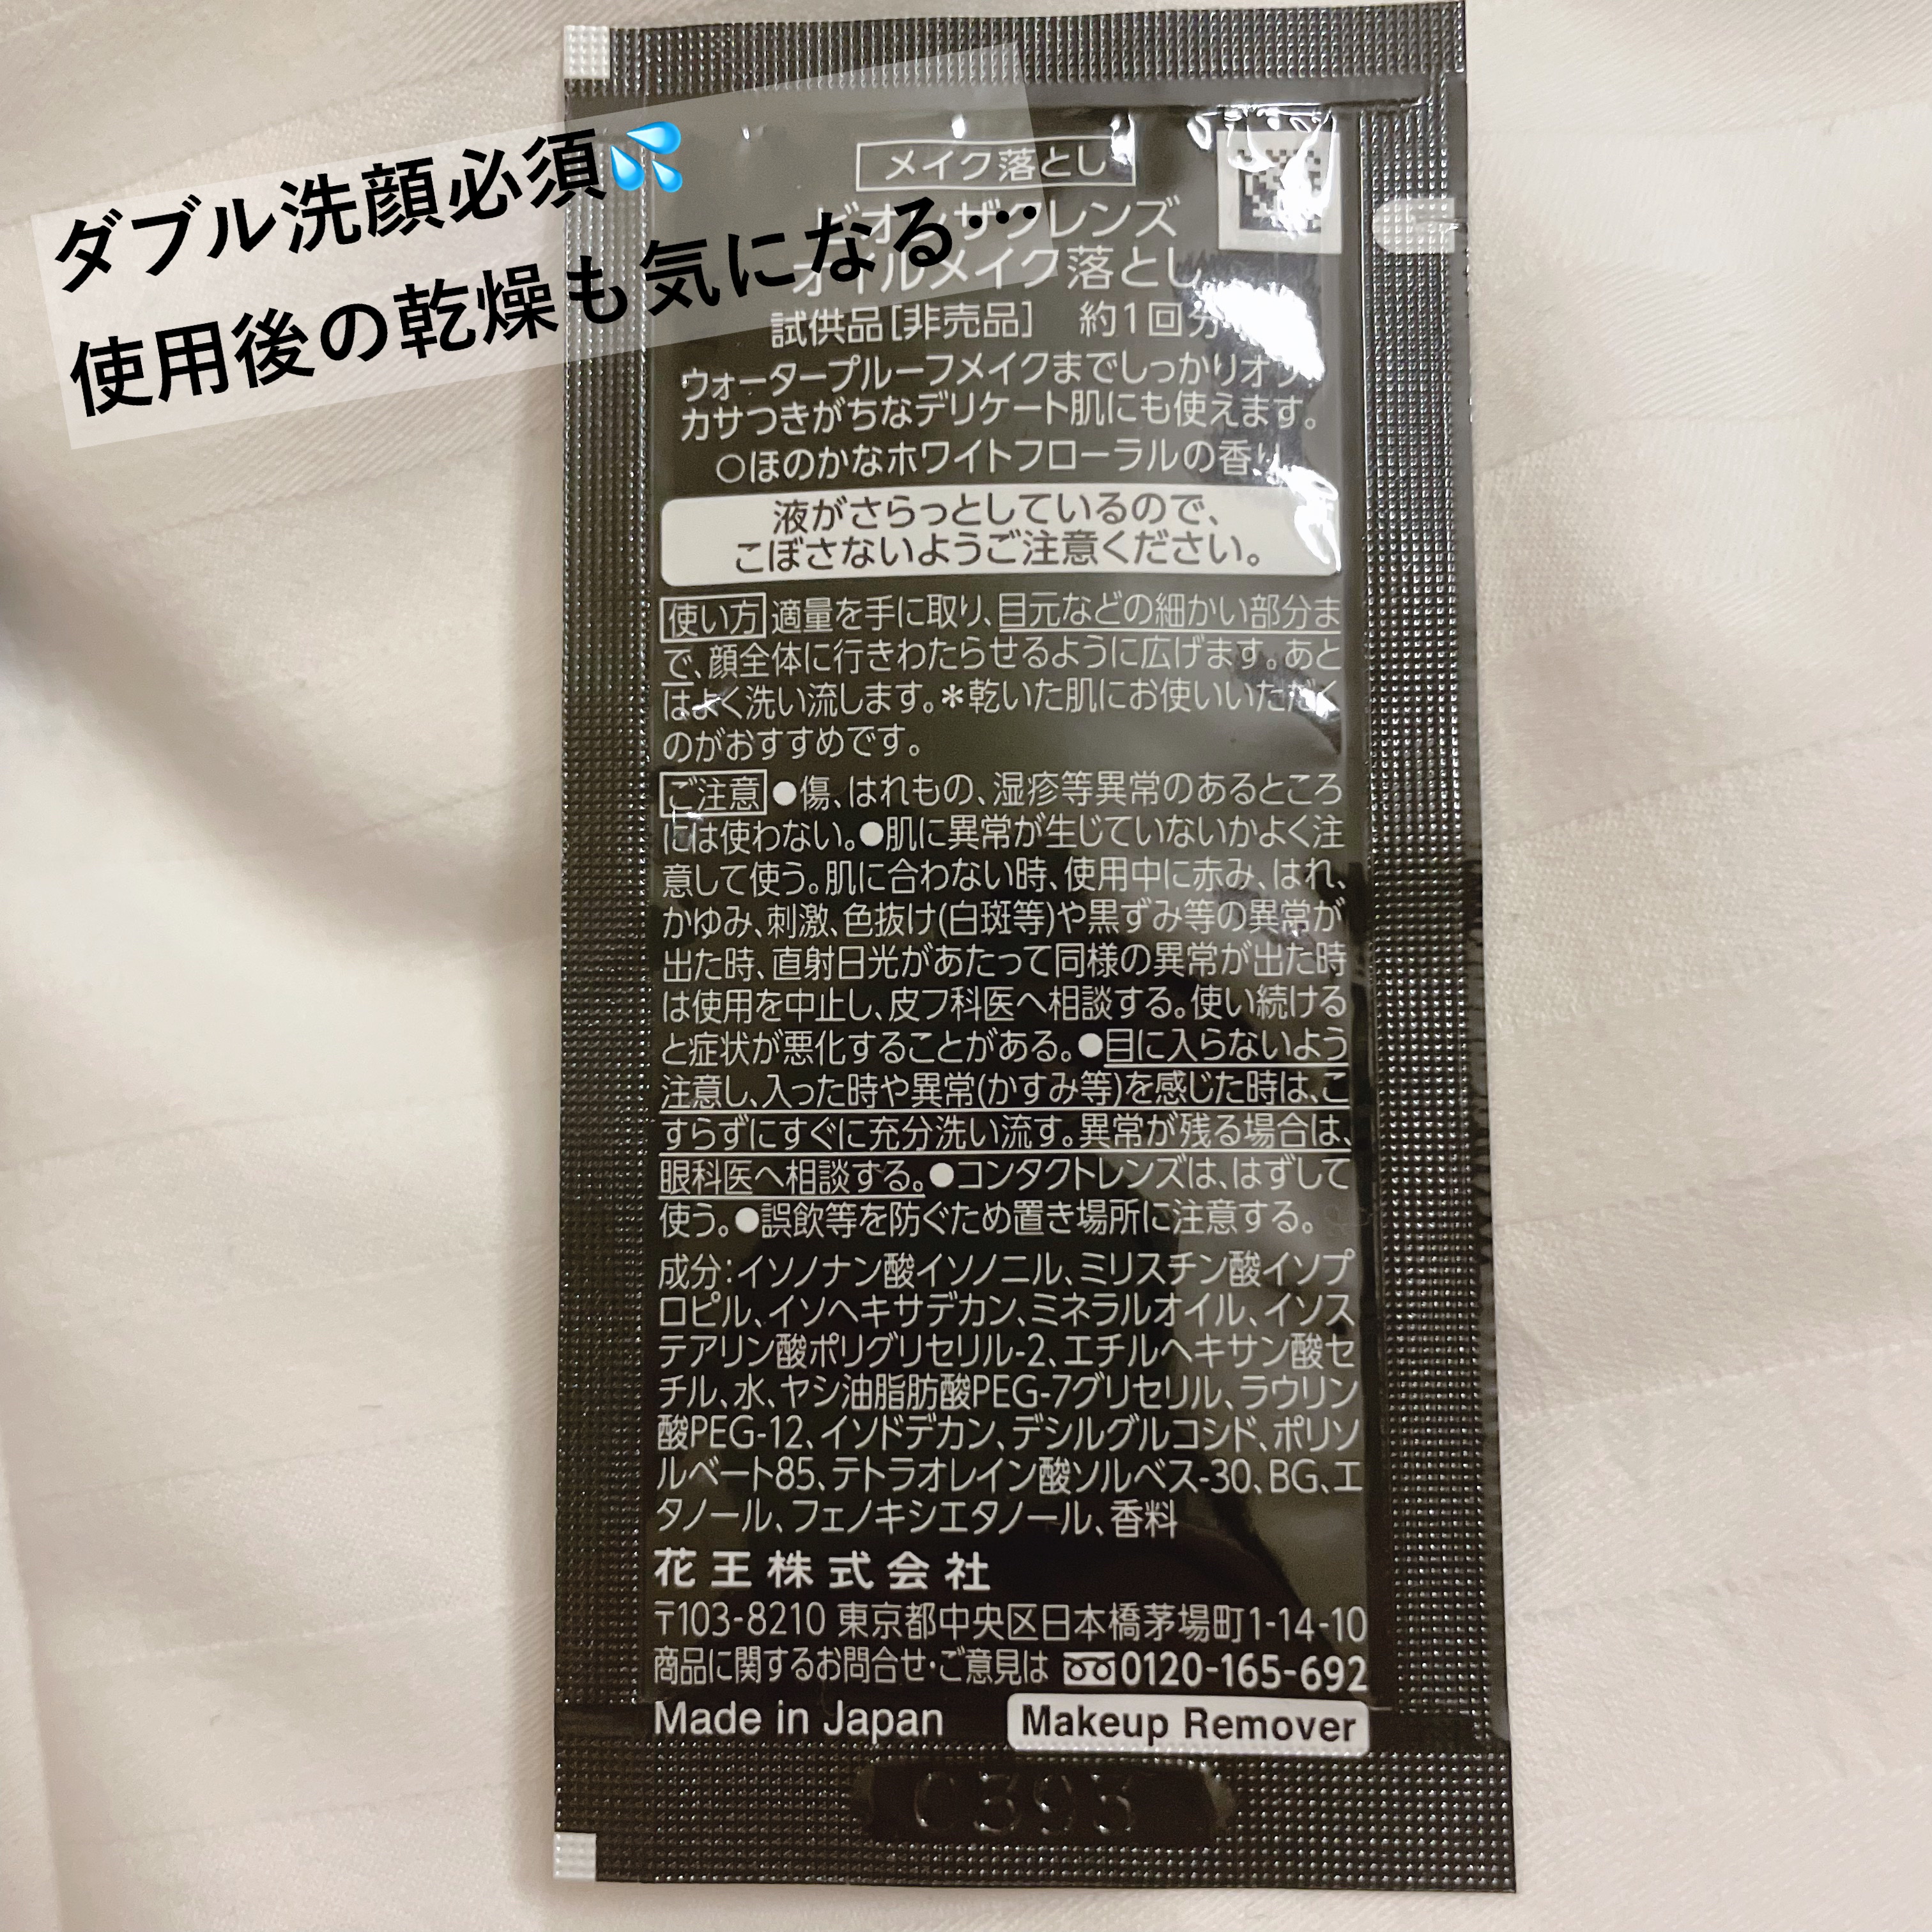 ダブル洗顔必須💦
使用後の乾燥も気になる…
メイク落とし
ビオレザクレンズ
オイルメイク落とし
試供品[非売品] 約1回分
ウォータープルーフメイクまでしっかりオフ。
カサつきがちなデリケート肌にも使えます。
○ほのかなホワイトフローラルの香り
液がさらっとしているので、
こぼさないようご注意ください。
使い方 適量を手に取り、目元などの細かい部分ま
で、顔全体に行きわたらせるように広げます。あと
はよく洗い流します。＊乾いた肌にお使いいただく
のがおすすめです。
ご注意 ●傷、はれもの、湿疹等異常のあるところ
には使わない。●肌に異常が生じていないかよく注
意して使う。肌に合わない時、使用中に赤み、はれ、
かゆみ、刺激、色抜け(白斑等)や黒ずみ等の異常が
出た時、直射日光があたって同様の異常が出た時
は使用を中止し、皮フ科医へ相談する。使い続ける
と症状が悪化することがある。●目に入らないよう
注意し、入った時や異常(かすみ等)を感じた時は、こ
すらずにすぐに充分洗い流す。異常が残る場合は、
眼科医へ相談する。●コンタクトレンズは、はずして
使う。●誤飲等を防ぐため置き場所に注意する。
成分：イソノナン酸イソノニル、ミリスチン酸イソプ
ロピル、イソヘキサデカン、ミネラルオイル、イソス
テアリン酸ポリグリセリル-2、エチルヘキサン酸セ
チル、水、ヤシ油脂肪酸PEG-7グリセリル、ラウリン
酸PEG-12、イソドデカン、デシルグルコシド、ポリソ
ルベート85、テトラオレイン酸ソルベス-30、BG、エ
タノール、フェノキシエタノール、香料
花王株式会社
〒103-8210 東京都中央区日本橋茅場町1-14-10
商品に関するお問合せ・ご意見は 0120-165-692
Made in Japan Makeup Remover
C393